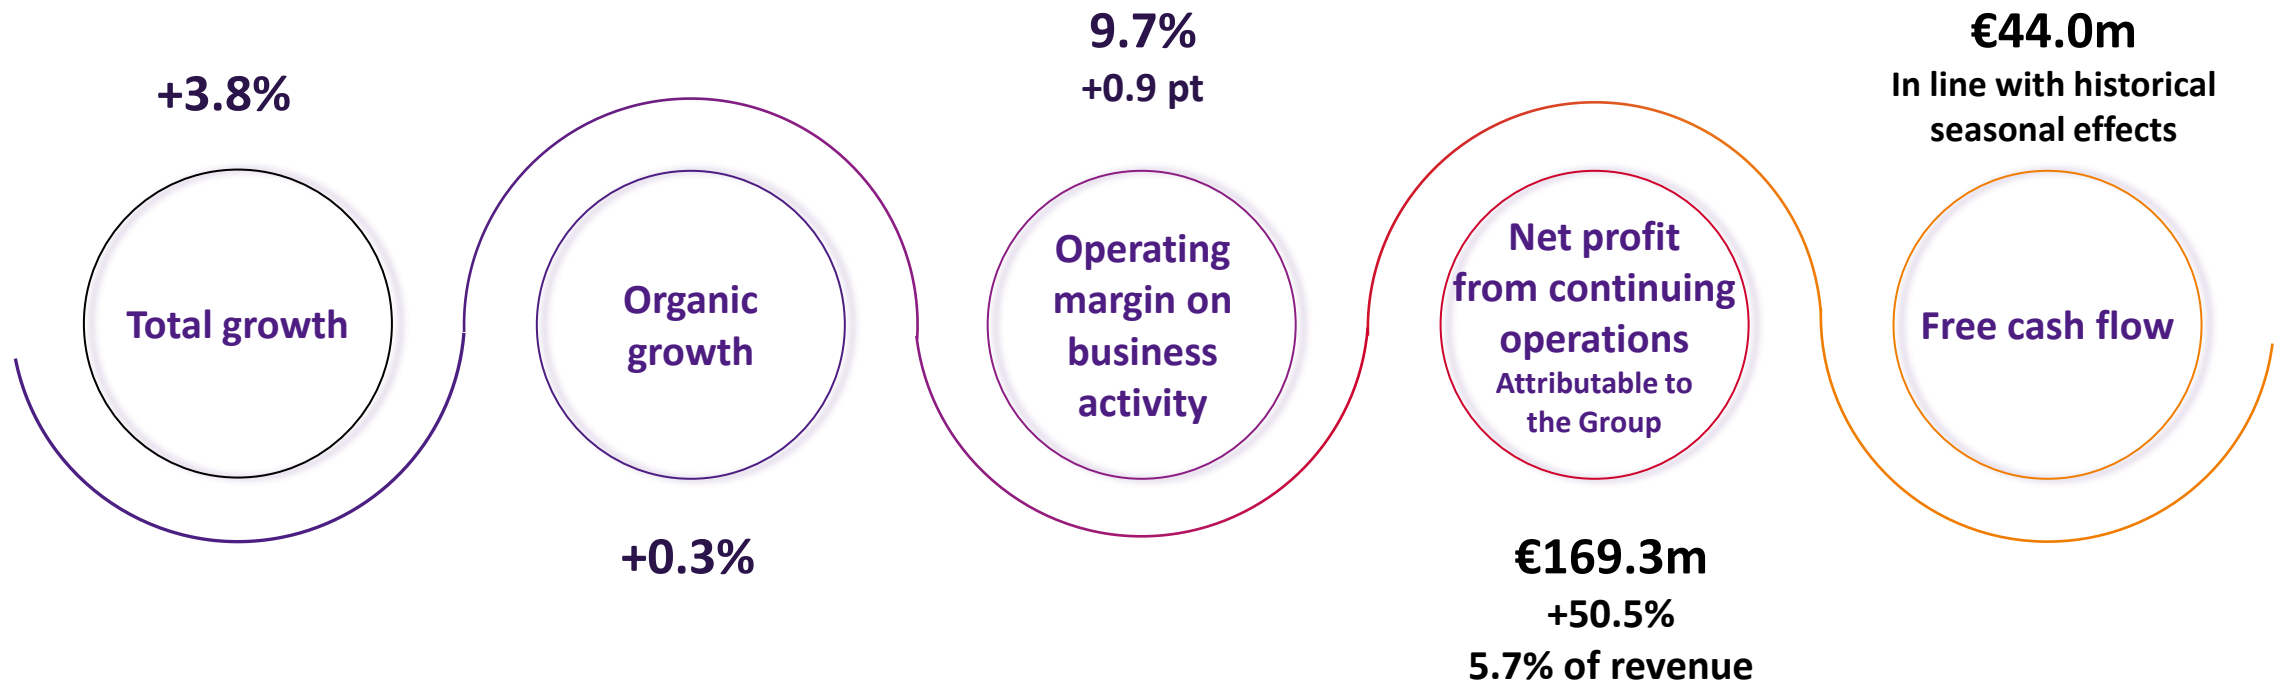 +3.8%
Total growth
Organic
growth
+0.3%
9.7%
+0.9 pt
Operating
margin on
business
activity
Net profit
from continuing
operations
Attributable to
the Group
€169.3m
+50.5%
5.7% of revenue
€44.0m
In line with historical
seasonal effects
Free cash flow